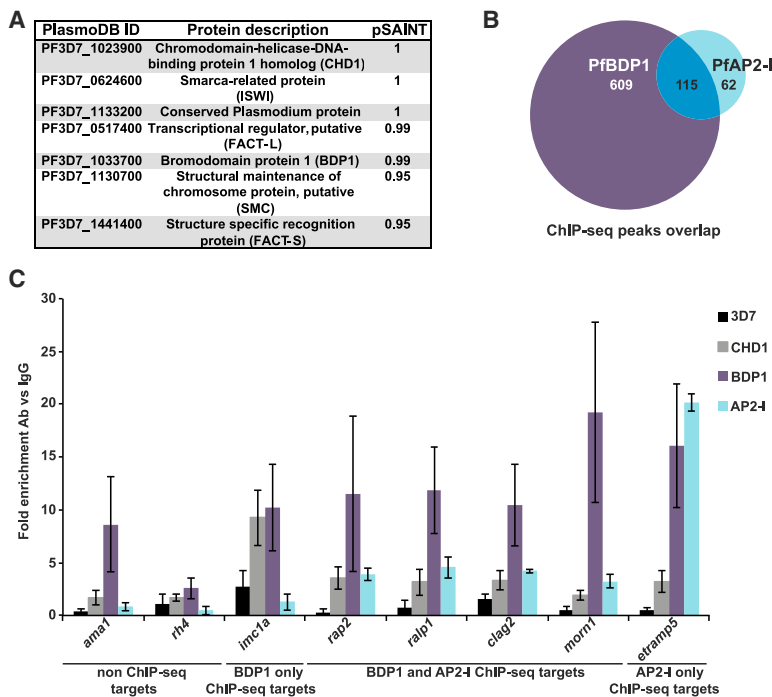 A
PlasmoDB ID Protein description pSAINT
PF3D7_1023900 Chromodomain-helicase-DNA-binding protein 1 homolog (CHD1) 1
PF3D7_0624600 Smarca-related protein (ISWI) 1
PF3D7_1133200 Conserved Plasmodium protein 1
PF3D7_0517400 Transcriptional regulator, putative (FACT-L) 0.99
PF3D7_1033700 Bromodomain protein 1 (BDP1) 0.99
PF3D7_1130700 Structural maintenance of chromosome protein, putative (SMC) 0.95
PF3D7_1441400 Structure specific recognition protein (FACT-S) 0.95
B
PfBDP1
609
115
PfAP2-I
62
ChIP-seq peaks overlap
C
Fold enrichment Ab vs IgG
30
25
20
15
10
5
0
3D7
CHD1
BDP1
AP2-I
ama1
rh4
imc1a
rap2
ralp1
clag2
morn1
etramp5
non ChIP-seq targets
BDP1 only ChIP-seq targets
BDP1 and AP2-I ChIP-seq targets
AP2-I only ChIP-seq targets